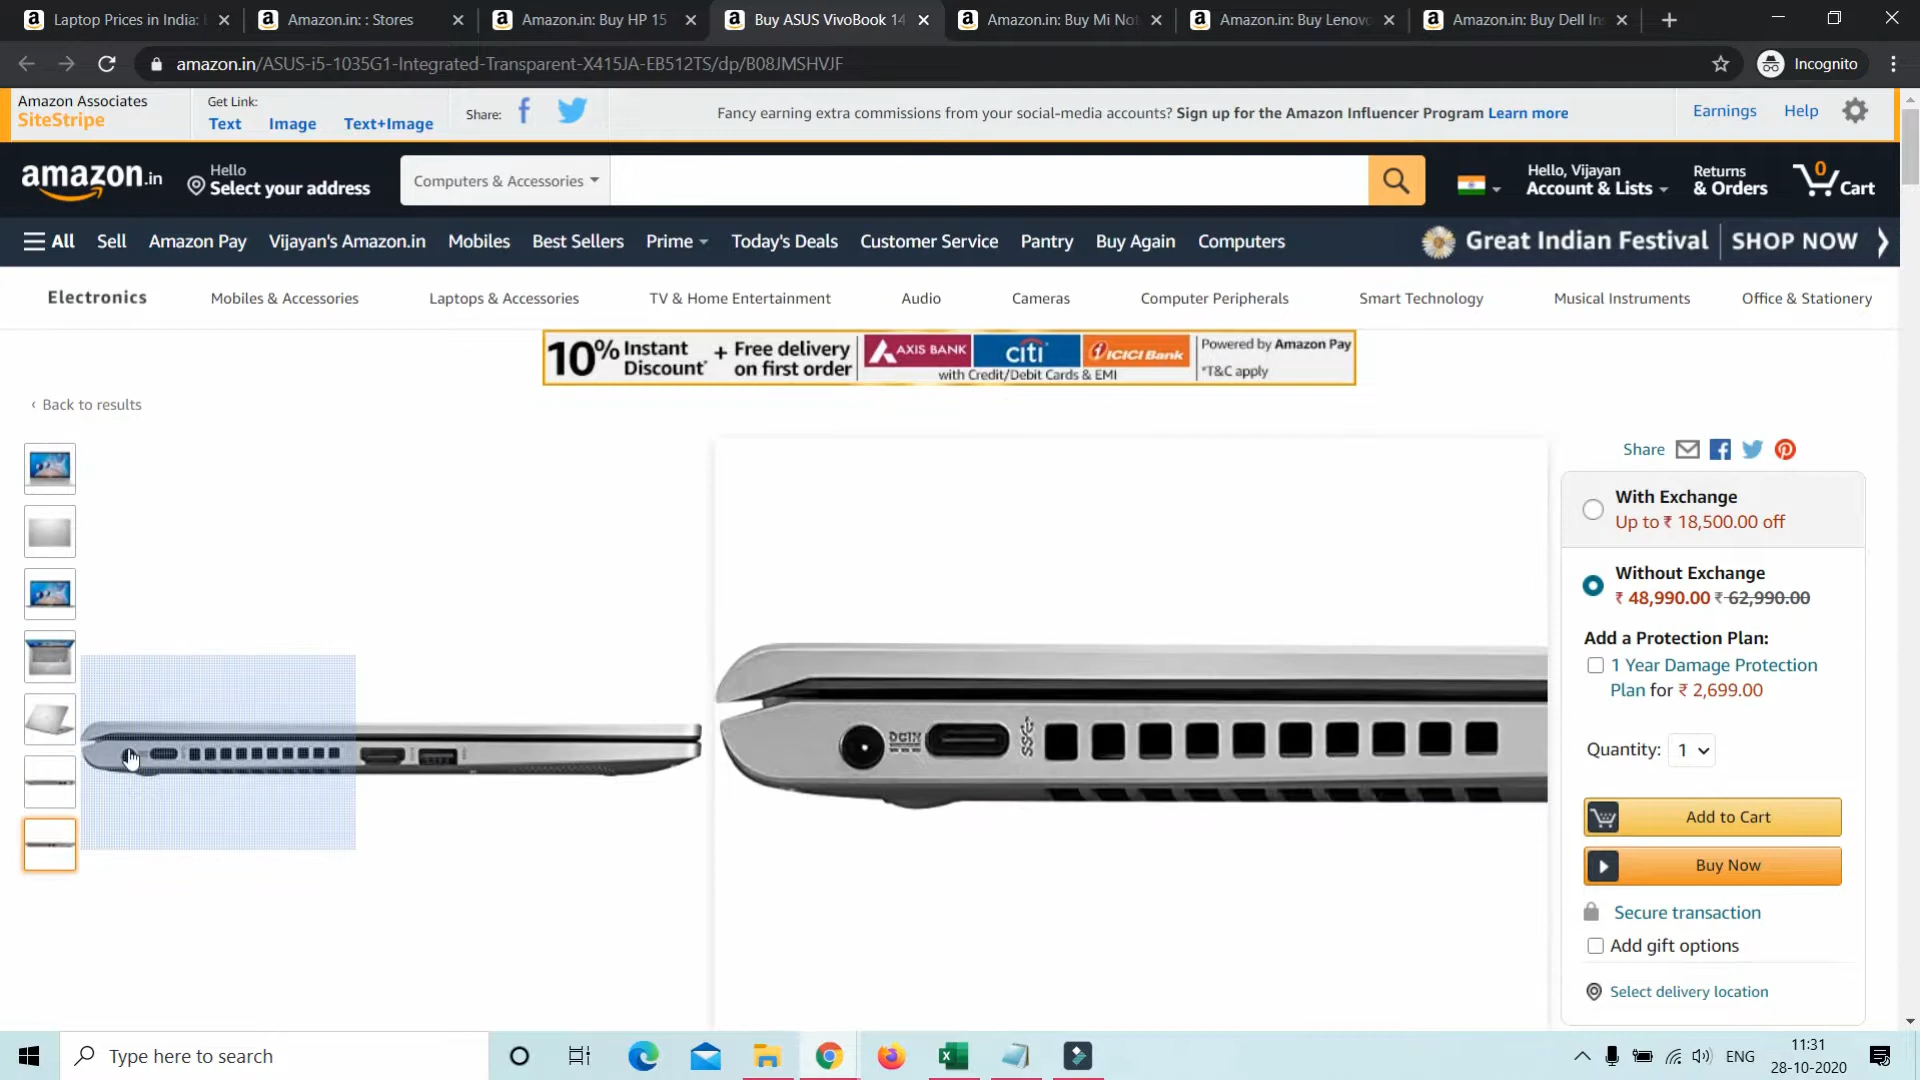 Laptop Prices in India:
Amazon.in: : Stores
Amazon.in: Buy HP 15
Buy ASUS VivoBook 14
Amazon.in: Buy Mi Not
Amazon.in: Buy Lenovo
Amazon.in: Buy Dell Ins
amazon.in/ASUS-i5-1035G1-Integrated-Transparent-X415JA-EB512TS/dp/B08JMSHVJF
Incognito
Amazon Associates
SiteStripe
Get Link:
Text
Image
Text+Image
Share:
Fancy earning extra commissions from your social-media accounts? Sign up for the Amazon Influencer Program Learn more
Earnings
Help
amazon.in
Hello
Select your address
Computers & Accessories
Hello, Vijayan
Account & Lists
Returns
& Orders
0
Cart
All
Sell
Amazon Pay
Vijayan's Amazon.in
Mobiles
Best Sellers
Prime
Today's Deals
Customer Service
Pantry
Buy Again
Computers
Great Indian Festival
SHOP NOW
Electronics
Mobiles & Accessories
Laptops & Accessories
TV & Home Entertainment
Audio
Cameras
Computer Peripherals
Smart Technology
Musical Instruments
Office & Stationery
10% Instant Discount* + Free delivery on first order
AXIS BANK
citi
ICICI Bank
with Credit/Debit Cards & EMI
Powered by Amazon Pay
*T&C apply
‹ Back to results
DC IN
SS
Share
With Exchange
Up to ₹ 18,500.00 off
Without Exchange
₹ 48,990.00 ₹ 62,990.00
Add a Protection Plan:
1 Year Damage Protection
Plan for ₹ 2,699.00
Quantity: 1
Add to Cart
Buy Now
Secure transaction
Add gift options
Select delivery location
Type here to search
ENG
11:31
28-10-2020